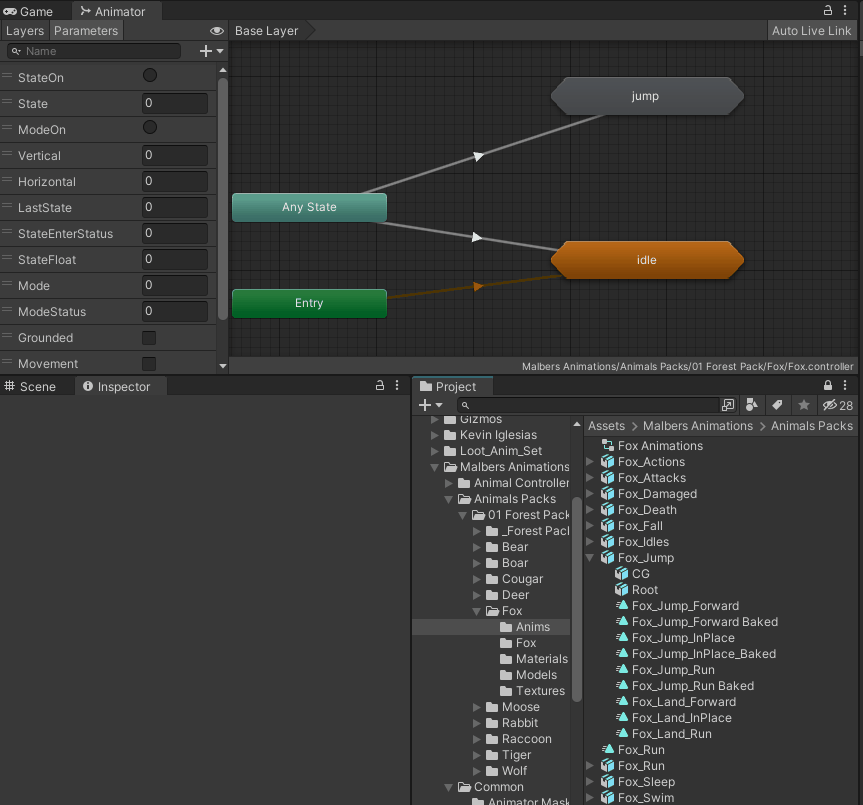 Game
Animator
Layers
Parameters
Base Layer
Auto Live Link
Name
StateOn
State
0
ModeOn
Vertical
0
Horizontal
0
LastState
0
StateEnterStatus
0
StateFloat
0
Mode
0
ModeStatus
0
Grounded
Movement
jump
Any State
idle
Entry
Malbers Animations/Animals Packs/01 Forest Pack/Fox/Fox.controller
Scene
Inspector
Project
28
Gizmos
Kevin Iglesias
Loot_Anim_Set
Malbers Animations
Animal Controller
Animals Packs
01 Forest Pack
_Forest Pack
Bear
Boar
Cougar
Deer
Fox
Anims
Fox
Materials
Models
Textures
Moose
Rabbit
Raccoon
Tiger
Wolf
Common
Animator Mask
Assets > Malbers Animations > Animals Packs
Fox Animations
Fox_Actions
Fox_Attacks
Fox_Damaged
Fox_Death
Fox_Fall
Fox_Idles
Fox_Jump
CG
Root
Fox_Jump_Forward
Fox_Jump_Forward Baked
Fox_Jump_InPlace
Fox_Jump_InPlace_Baked
Fox_Jump_Run
Fox_Jump_Run Baked
Fox_Land_Forward
Fox_Land_InPlace
Fox_Land_Run
Fox_Run
Fox_Run
Fox_Sleep
Fox_Swim